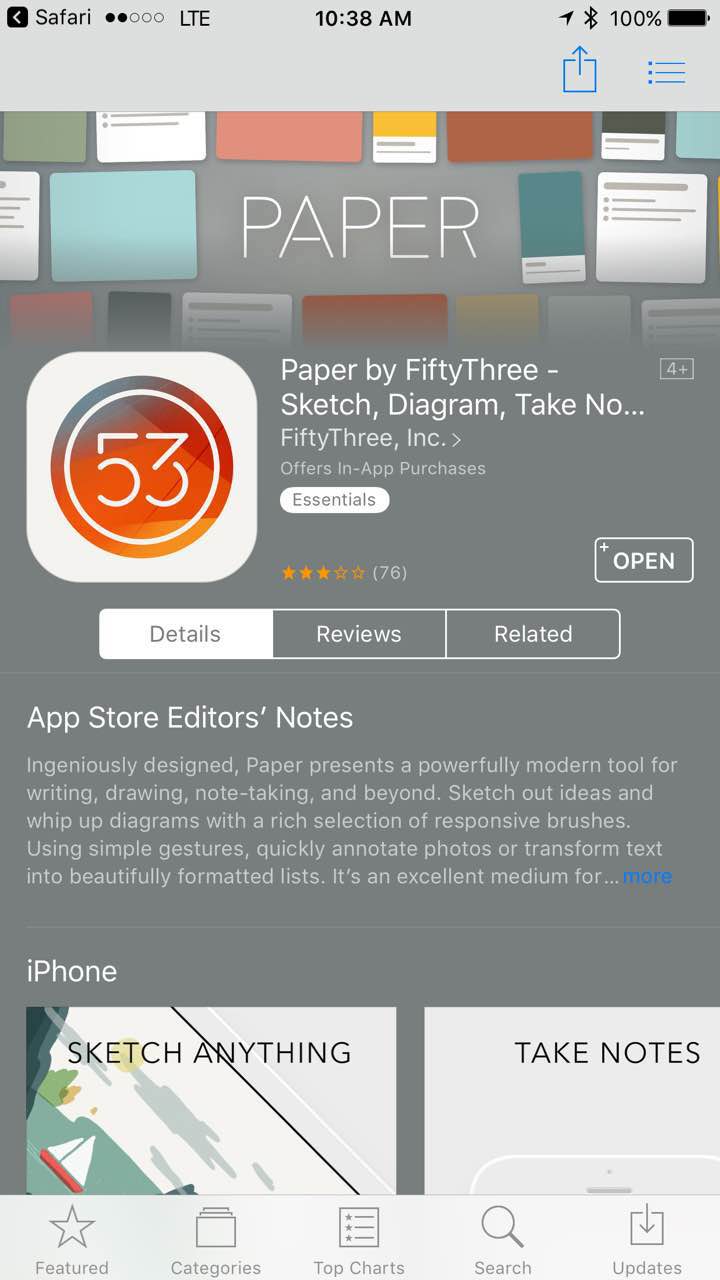 Safari LTE 10:38 AM 100%
PAPER
53
Paper by FiftyThree -
Sketch, Diagram, Take No...
4+
FiftyThree, Inc. >
Offers In-App Purchases
Essentials
(76)
+ OPEN
Details Reviews Related
App Store Editors’ Notes
Ingeniously designed, Paper presents a powerfully modern tool for
writing, drawing, note-taking, and beyond. Sketch out ideas and
whip up diagrams with a rich selection of responsive brushes.
Using simple gestures, quickly annotate photos or transform text
into beautifully formatted lists. It’s an excellent medium for... more
iPhone
SKETCH ANYTHING TAKE NOTES
Featured Categories Top Charts Search Updates